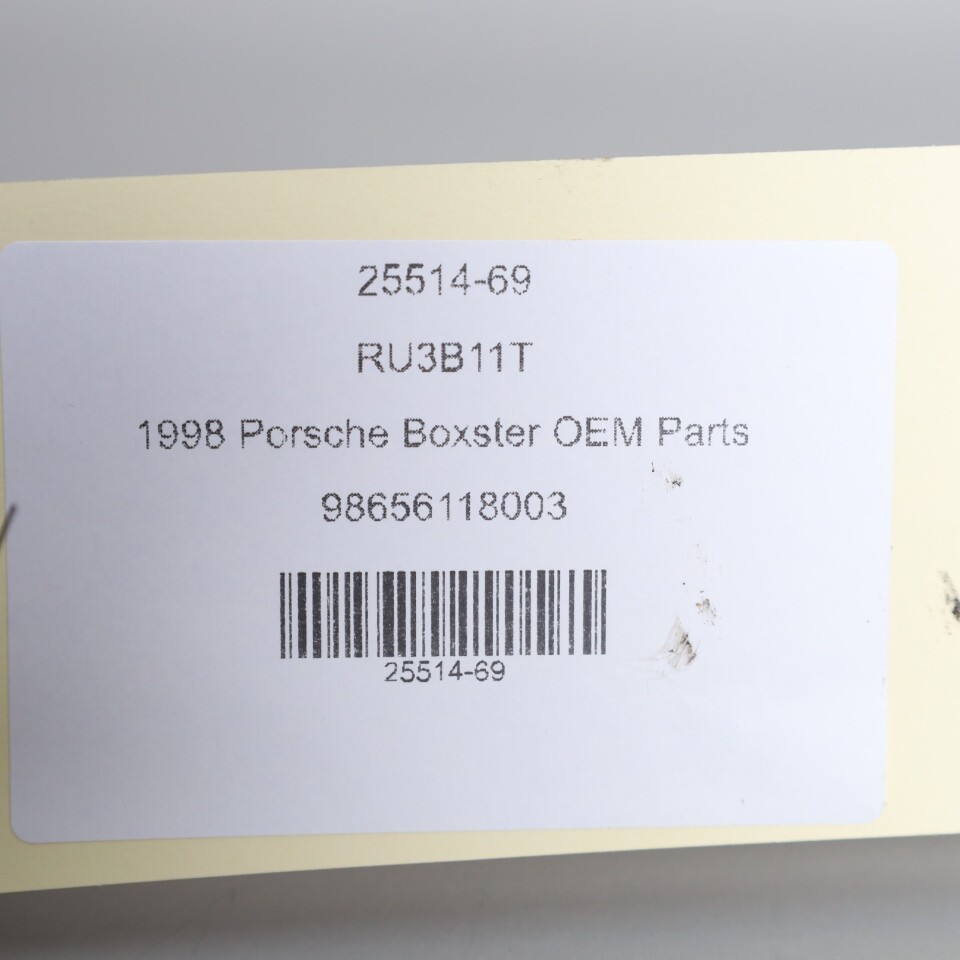 25514-69
RU3B11T
1998 Porsche Boxster OEM Parts
98656118003
25514-69